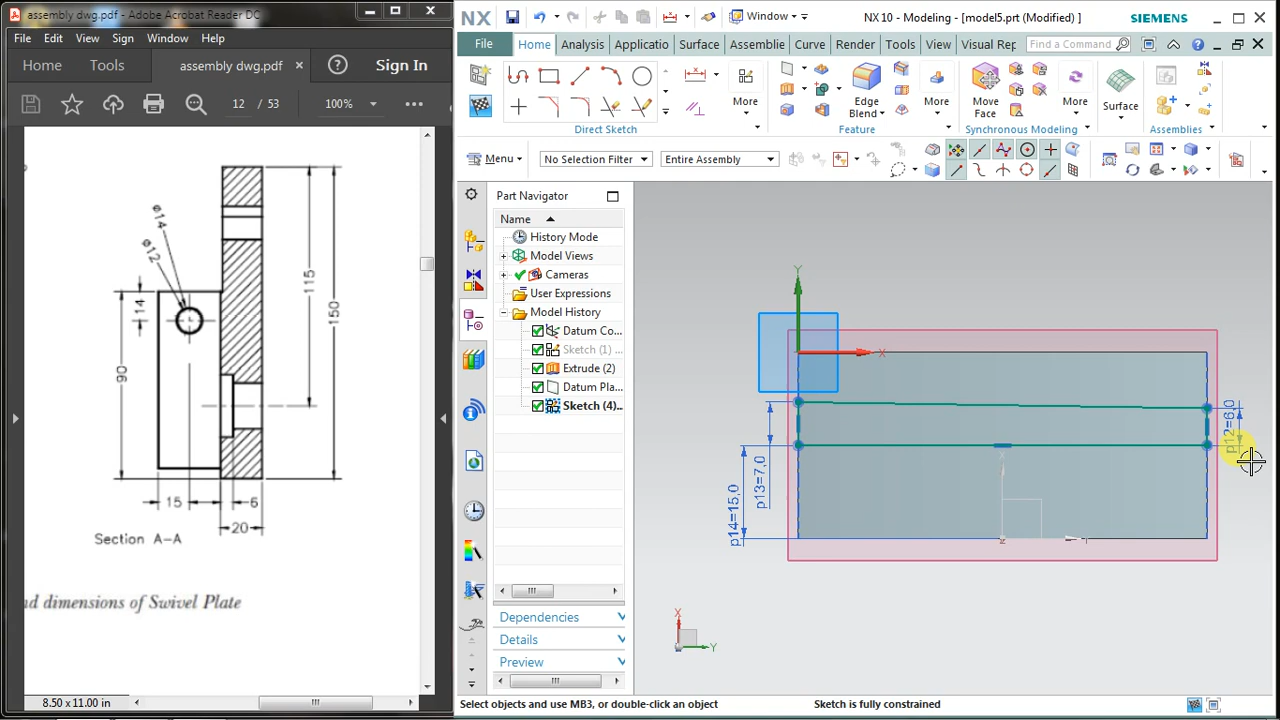 assembly dwg.pdf - Adobe Acrobat Reader DC
File Edit View Sign Window Help
Home Tools assembly dwg.pdf × ? Sign In
12 / 53 100%
ø14
ø12
14
90
115
150
15
6
20
Section A-A
nd dimensions of Swivel Plate
8.50 x 11.00 in
NX Window NX 10 - Modeling - [model5.prt (Modified) ] SIEMENS
File Home Analysis Applicatio Surface Assemblie Curve Render Tools View Visual Rep Find a Command
More Edge Blend More Move Face More Surface
Direct Sketch Feature Synchronous Modeling Assemblies
Menu No Selection Filter Entire Assembly
Part Navigator
Name
History Mode
Model Views
Cameras
User Expressions
Model History
Datum Co...
Sketch (1) ...
Extrude (2)
Datum Pla...
Sketch (4)...
Dependencies
Details
Preview
Y
X
p12=6,0
p13=7,0
p14=15,0
X
Y
Z
X
Y
Select objects and use MB3, or double-click an object Sketch is fully constrained